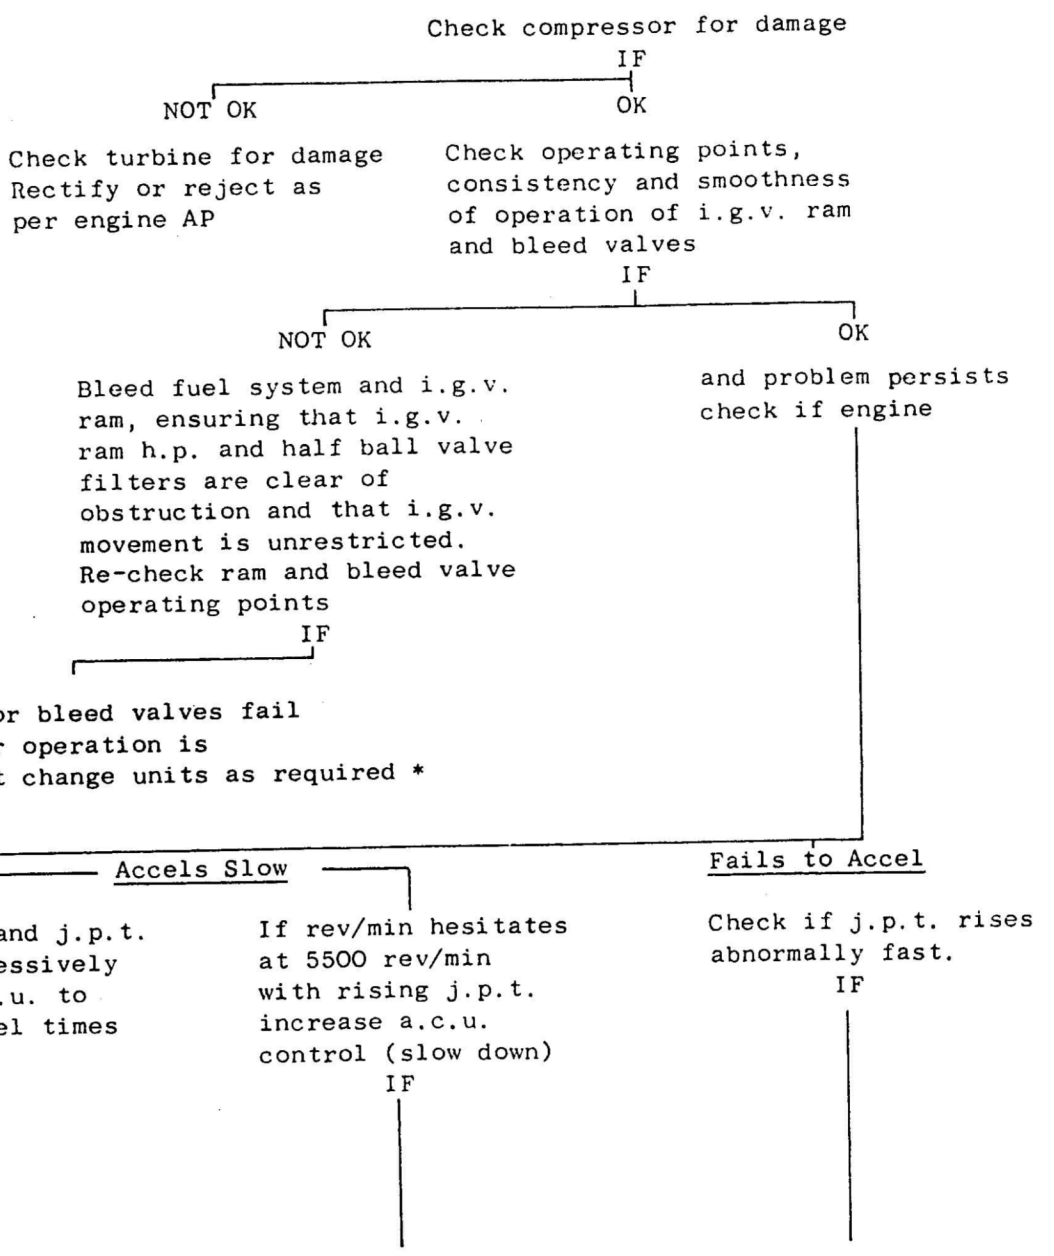 Check compressor for damage
IF
NOT OK
OK
Check turbine for damage
Rectify or reject as
per engine AP
Check operating points,
consistency and smoothness
of operation of i.g.v. ram
and bleed valves
IF
NOT OK
OK
Bleed fuel system and i.g.v.
ram, ensuring that i.g.v.
ram h.p. and half ball valve
filters are clear of
obstruction and that i.g.v.
movement is unrestricted.
Re-check ram and bleed valve
operating points
IF
and problem persists
check if engine
or bleed valves fail
operation is
change units as required *
Accels Slow
Fails to Accel
and j.p.t.
essively
.u. to
el times
If rev/min hesitates
at 5500 rev/min
with rising j.p.t.
increase a.c.u.
control (slow down)
IF
Check if j.p.t. rises
abnormally fast.
IF